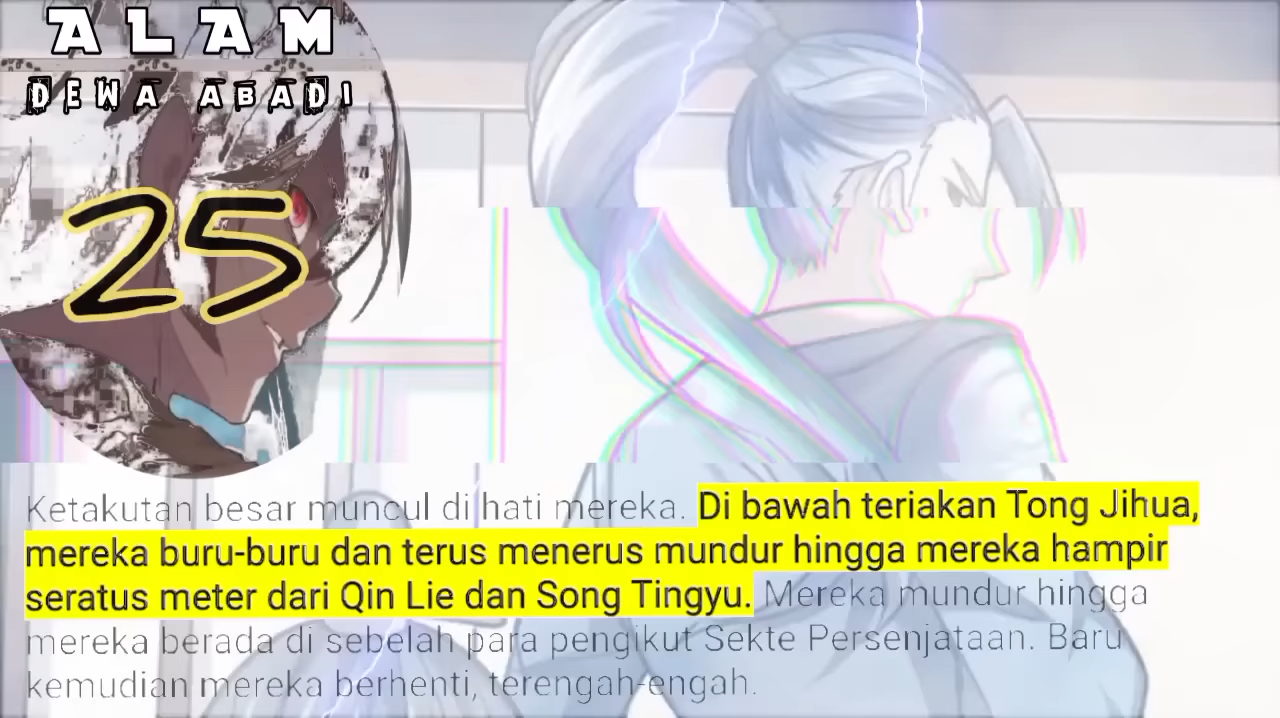 ALAM
DEWA ABADI
25
Ketakutan besar muncul di hati mereka. Di bawah teriakan Tong Jihua,
mereka buru-buru dan terus menerus mundur hingga mereka hampir
seratus meter dari Qin Lie dan Song Tingyu. Mereka mundur hingga
mereka berada di sebelah para pengikut Sekte Persenjataan. Baru
kemudian mereka berhenti, terengah-engah.